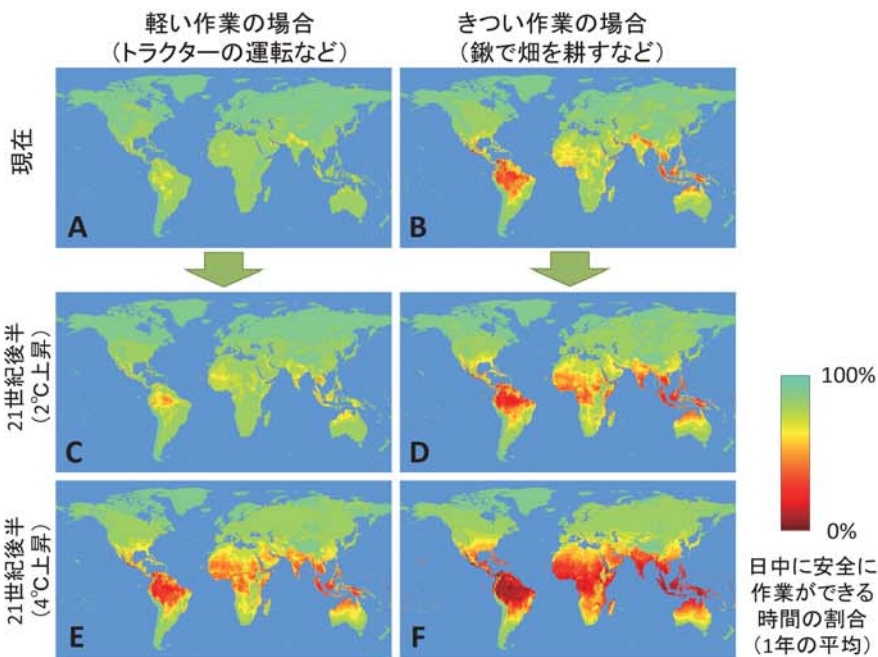 軽い作業の場合
（トラクターの運転など）
きつい作業の場合
（鍬で畑を耕すなど）
現在
A
B
21世紀後半
（2℃上昇）
C
D
21世紀後半
（4℃上昇）
E
F
100%
0%
日中に安全に
作業ができる
時間の割合
（1年の平均）